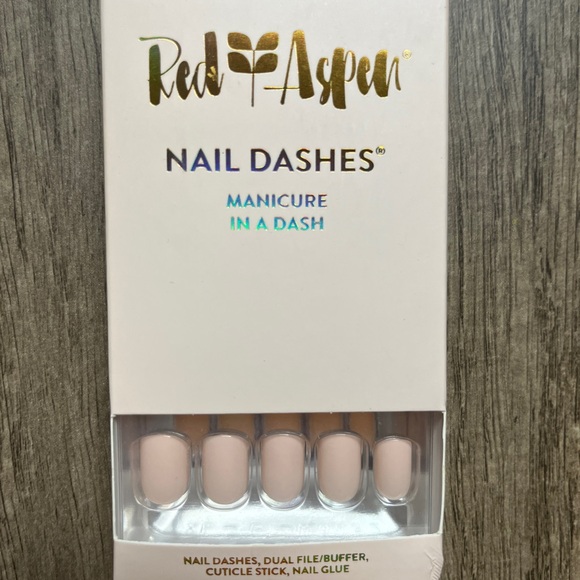 Red Aspen®
NAIL DASHES®
MANICURE
IN A DASH
NAIL DASHES, DUAL FILE/BUFFER,
CUTICLE STICK, NAIL GLUE